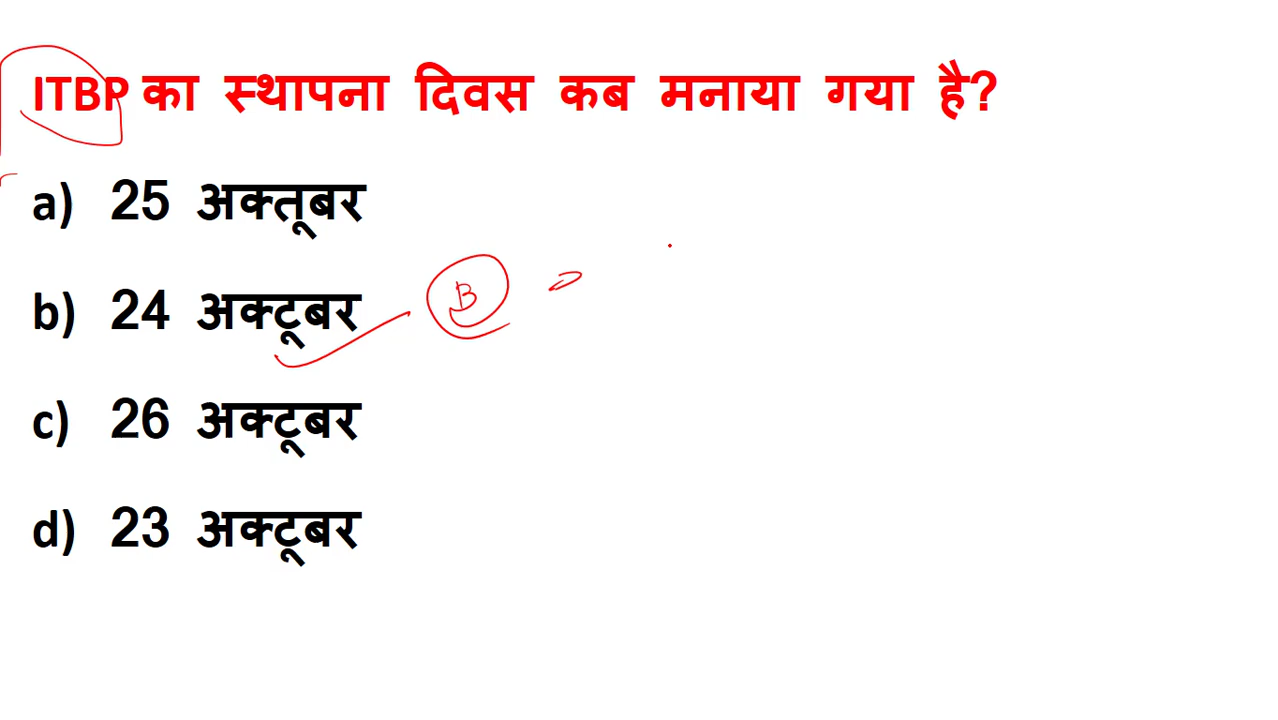 ITBP का स्थापना दिवस कब मनाया गया है?
a) 25 अक्तूबर
b) 24 अक्टूबर
B
c) 26 अक्टूबर
d) 23 अक्टूबर